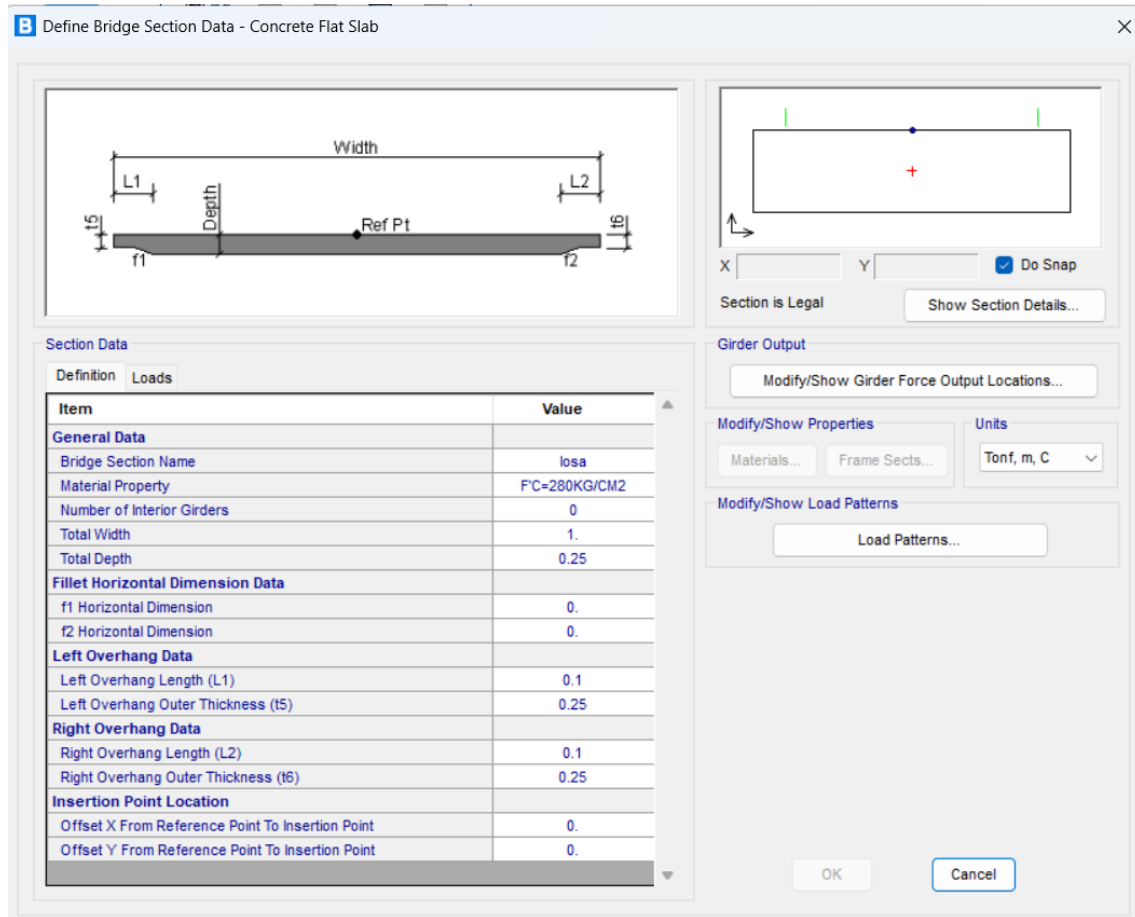 B Define Bridge Section Data - Concrete Flat Slab
Width
L1
L2
t5
Depth
Ref Pt
t6
f1
f2
X
Y
Do Snap
Section is Legal
Show Section Details...
Section Data
Definition Loads
Item Value
General Data
Bridge Section Name losa
Material Property F'C=280KG/CM2
Number of Interior Girders 0
Total Width 1.
Total Depth 0.25
Fillet Horizontal Dimension Data
f1 Horizontal Dimension 0.
f2 Horizontal Dimension 0.
Left Overhang Data
Left Overhang Length (L1) 0.1
Left Overhang Outer Thickness (t5) 0.25
Right Overhang Data
Right Overhang Length (L2) 0.1
Right Overhang Outer Thickness (t6) 0.25
Insertion Point Location
Offset X From Reference Point To Insertion Point 0.
Offset Y From Reference Point To Insertion Point 0.
Girder Output
Modify/Show Girder Force Output Locations...
Modify/Show Properties
Materials... Frame Sects...
Units
Tonf, m, C
Modify/Show Load Patterns
Load Patterns...
OK Cancel